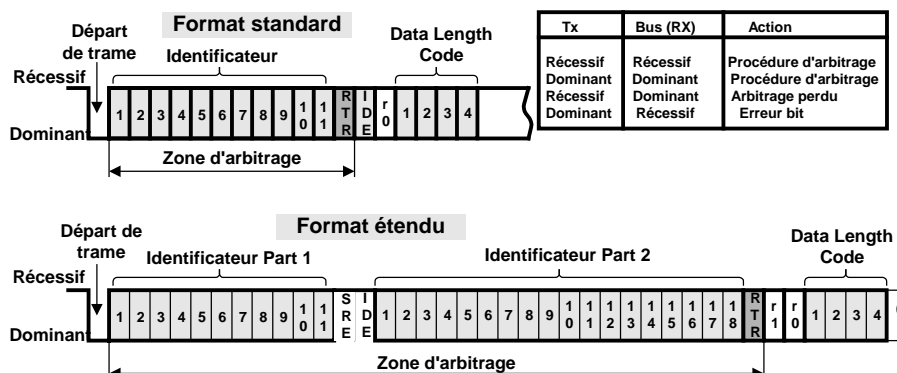 Format standard
Départ
de trame
Identificateur
Data Length
Code
Récessif
Dominant
1 2 3 4 5 6 7 8 9 10 11 RTR IDE r0 1 2 3 4
Zone d'arbitrage
Tx Bus (RX) Action
Récessif Récessif Procédure d'arbitrage
Dominant Dominant Procédure d'arbitrage
Récessif Dominant Arbitrage perdu
Dominant Récessif Erreur bit
Format étendu
Départ de
trame
Identificateur Part 1
Identificateur Part 2
Data Length
Code
Récessif
Dominant
1 2 3 4 5 6 7 8 9 10 11 SRE IDE 1 2 3 4 5 6 7 8 9 10 11 12 13 14 15 16 17 18 RTR r1 r0 1 2 3 4
Zone d'arbitrage